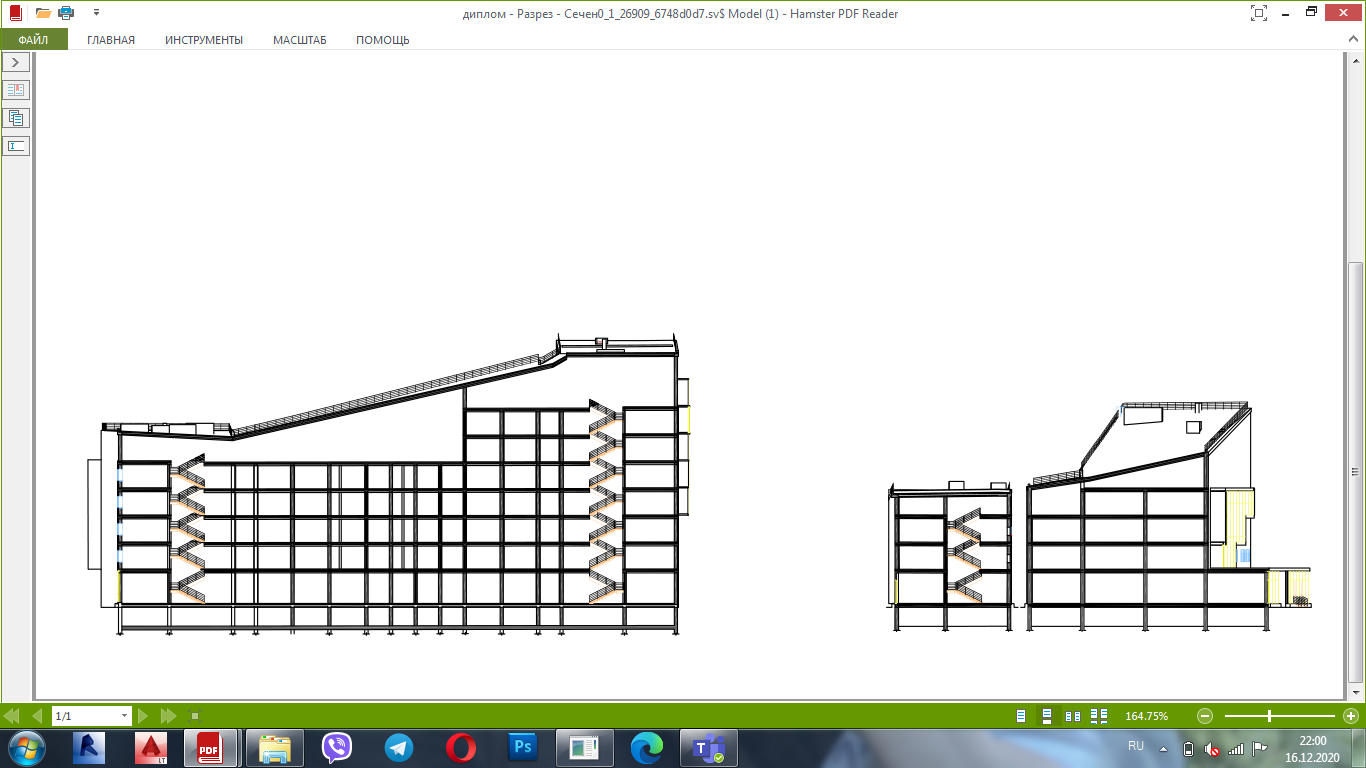 диплом - Разрез - Сечен0_1_26909_6748d0d7.sv$ Model (1) - Hamster PDF Reader
ФАЙЛ ГЛАВНАЯ ИНСТРУМЕНТЫ МАСШТАБ ПОМОЩЬ
1/1
164.75%
LT
PDF
Ps
RU
22:00
16.12.2020